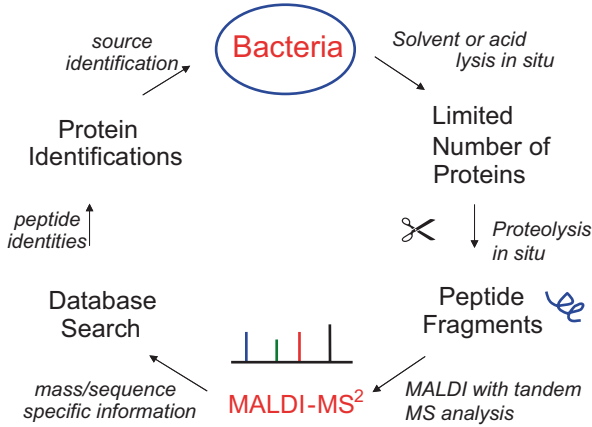 Bacteria
Solvent or acid
lysis in situ
Limited
Number of
Proteins
Proteolysis
in situ
Peptide
Fragments
MALDI with tandem
MS analysis
MALDI-MS²
mass/sequence
specific information
Database
Search
peptide
identities
Protein
Identifications
source
identification